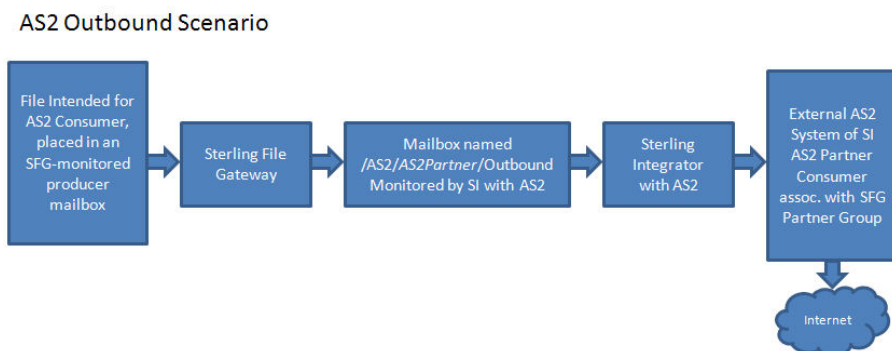 AS2 Outbound Scenario
File Intended for
AS2 Consumer,
placed in an
SFG-monitored
producer
mailbox
Sterling File
Gateway
Mailbox named
/AS2/AS2Partner/Outbound
Monitored by SI with AS2
Sterling
Integrator
with AS2
External AS2
System of SI
AS2 Partner
Consumer
assoc. with SFG
Partner Group
Internet